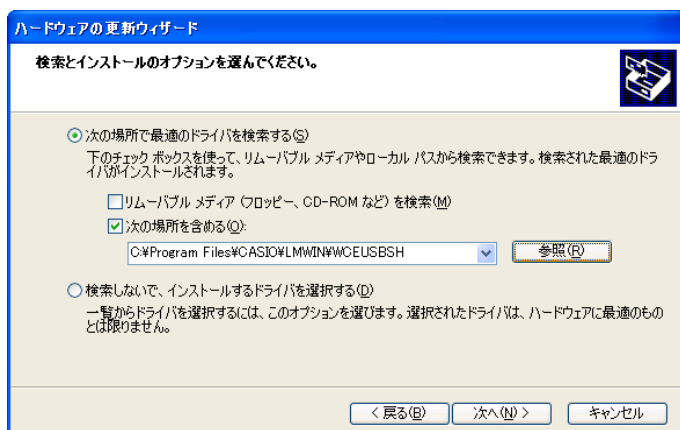 ハードウェアの更新ウィザード
検索とインストールのオプションを選んでください。
次の場所で最適のドライバを検索する(S)
下のチェック ボックスを使って、リムーバブル メディアやローカル パスから検索できます。検索された最適のドラ
イバがインストールされます。
リムーバブル メディア (フロッピー、CD-ROM など) を検索(M)
次の場所を含める(O):
C:¥Program Files¥CASIO¥LMWIN¥WCEUSBSH
参照(R)
検索しないで、インストールするドライバを選択する(D)
一覧からドライバを選択するには、このオプションを選びます。選択されたドライバは、ハードウェアに最適のもの
とは限りません。
< 戻る(B)
次へ(N) >
キャンセル